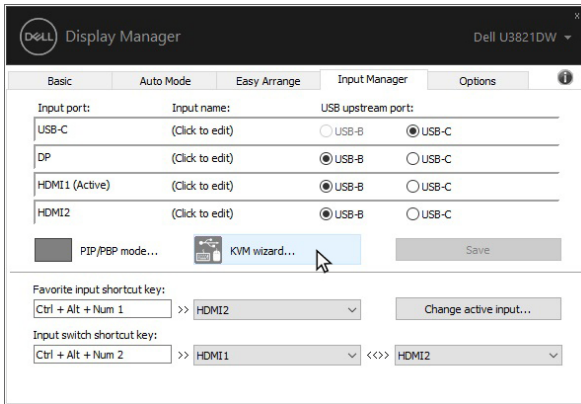 DELL Display Manager Dell U3821DW
x
Basic Auto Mode Easy Arrange Input Manager Options i
Input port: Input name: USB upstream port:
USB-C (Click to edit) USB-B USB-C
DP (Click to edit) USB-B USB-C
HDMI1 (Active) (Click to edit) USB-B USB-C
HDMI2 (Click to edit) USB-B USB-C
PIP/PBP mode... KVM wizard... Save
Favorite input shortcut key:
Ctrl + Alt + Num 1 >> HDMI2 Change active input...
Input switch shortcut key:
Ctrl + Alt + Num 2 >> HDMI1 <<>> HDMI2